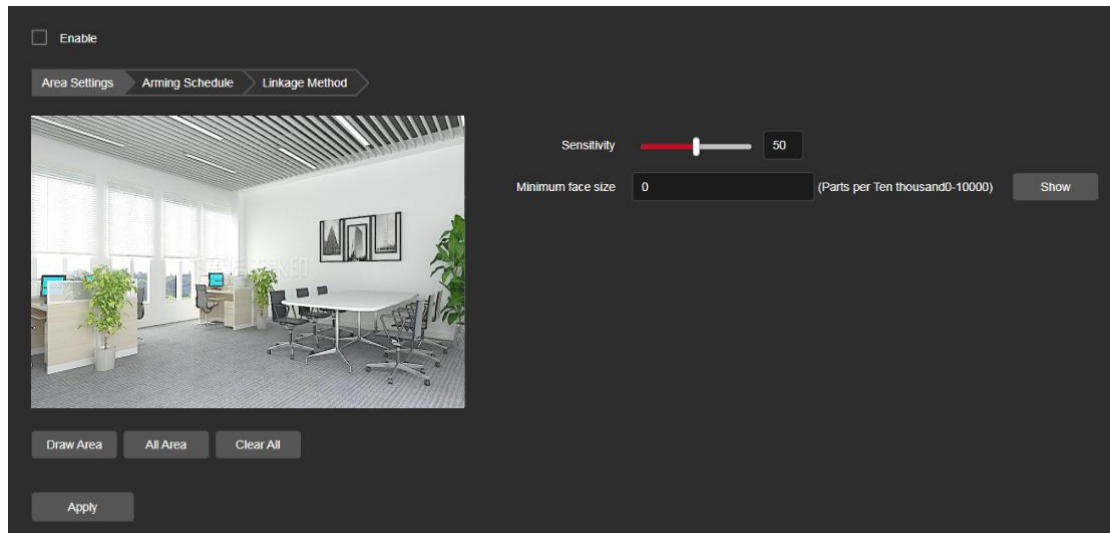 Enable
Area Settings Arming Schedule Linkage Method
Sensitivity 50
Minimum face size 0 (Parts per Ten thousand0-10000) Show
Draw Area All Area Clear All
Apply